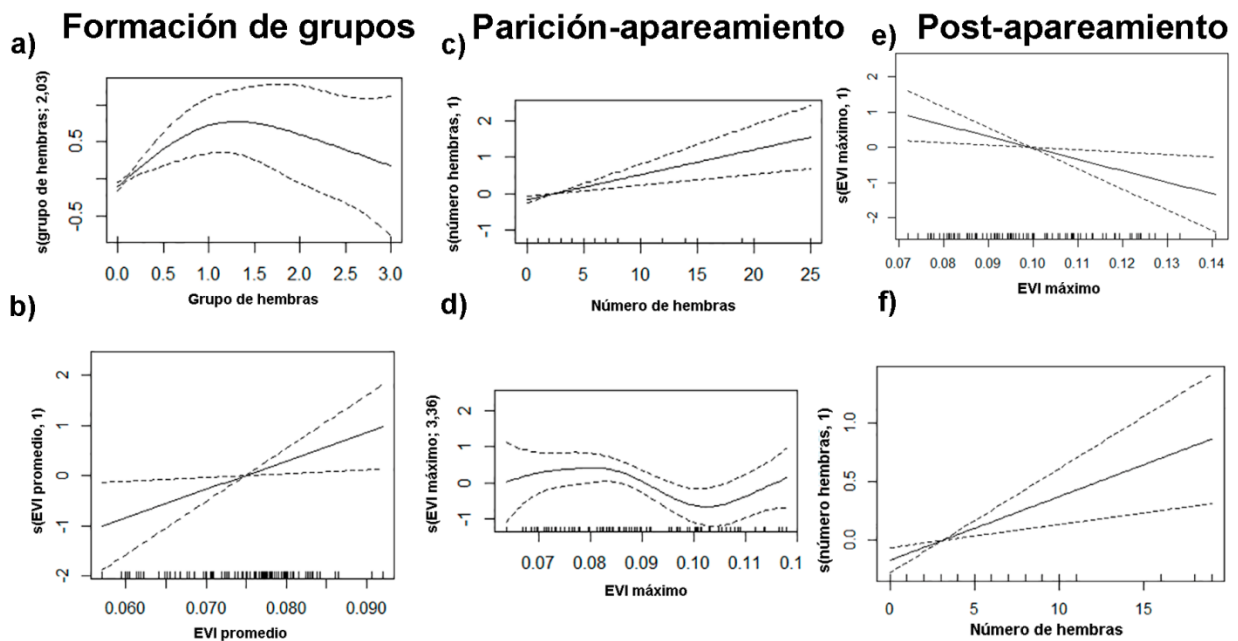 Formación de grupos
Parición-apareamiento
Post-apareamiento
a)
s(grupo de hembras; 2,03)
0.5
-0.5
0.0 0.5 1.0 1.5 2.0 2.5 3.0
Grupo de hembras
b)
s(EVI promedio, 1)
2
1
0
-1
-2
0.060 0.070 0.080 0.090
EVI promedio
c)
s(número hembras, 1)
2
1
0
-1
0 5 10 15 20 25
Número de hembras
d)
s(EVI máximo; 3,36)
2
1
0
-1
0.07 0.08 0.09 0.10 0.11 0.1
EVI máximo
e)
s(EVI máximo, 1)
2
1
0
-1
-2
0.07 0.08 0.09 0.10 0.11 0.12 0.13 0.14
EVI máximo
f)
s(número hembras, 1)
1.0
0.5
0.0
0 5 10 15
Número de hembras